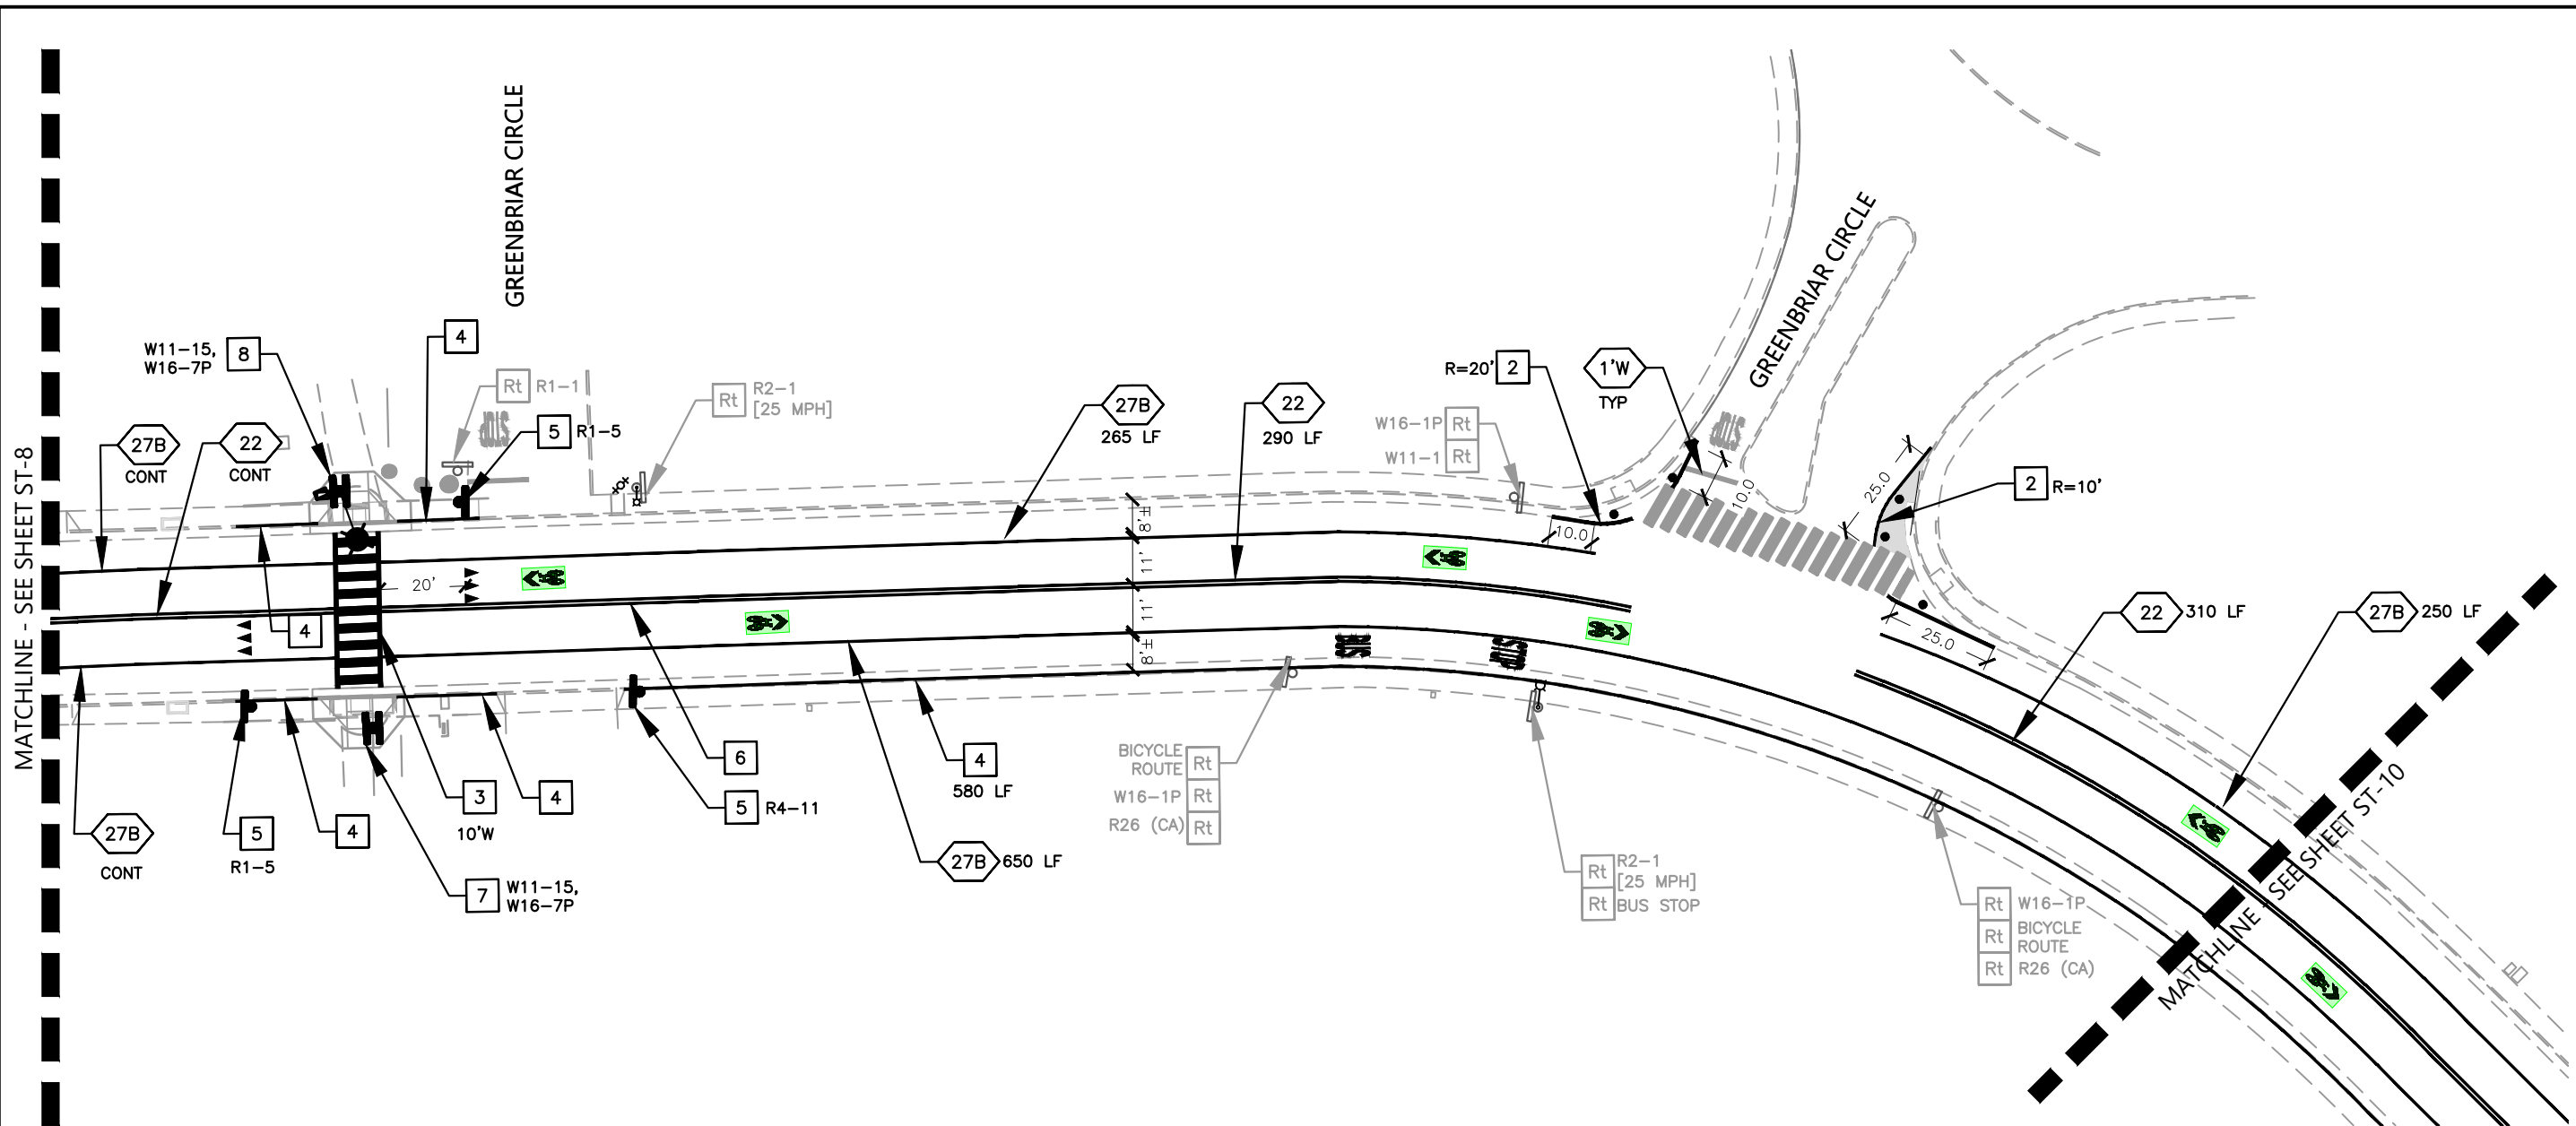 MATCHLINE - SEE SHEET ST-8
GREENBRIAR CIRCLE
W11-15,
W16-7P
8
4
Rt R1-1
STOP
5 R1-5
Rt R2-1
[25 MPH]
27B
CONT
22
CONT
4
20'
27B
CONT
5
R1-5
4
7 W11-15,
W16-7P
3
10'W
4
6
5 R4-11
27B 650 LF
4
580 LF
27B
265 LF
22
290 LF
8'±
11'
11'
8'±
W16-1P Rt
W11-1 Rt
R=20' 2
1'W
TYP
10.0
10.0
STOP
GREENBRIAR CIRCLE
25.0
2 R=10'
25.0
22 310 LF
27B 250 LF
BUS
STOP
BICYCLE
ROUTE Rt
W16-1P Rt
R26 (CA) Rt
Rt R2-1
[25 MPH]
Rt BUS STOP
Rt W16-1P
Rt BICYCLE
ROUTE
Rt R26 (CA)
MATCHLINE - SEE SHEET ST-10